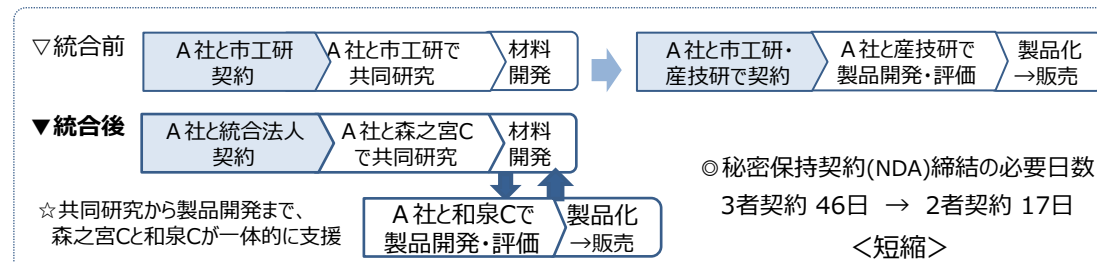 ▽統合前
A社と市工研
契約
A社と市工研で
共同研究
材料
開発
A社と市工研・
産技研で契約
A社と産技研で
製品開発・評価
製品化
→販売
▼統合後
A社と統合法人
契約
A社と森之宮C
で共同研究
材料
開発
☆共同研究から製品開発まで、
森之宮Cと和泉Cが一体的に支援
A社と和泉Cで
製品開発・評価
製品化
→販売
◎秘密保持契約(NDA)締結の必要日数
3者契約 46日 → 2者契約 17日
＜短縮＞